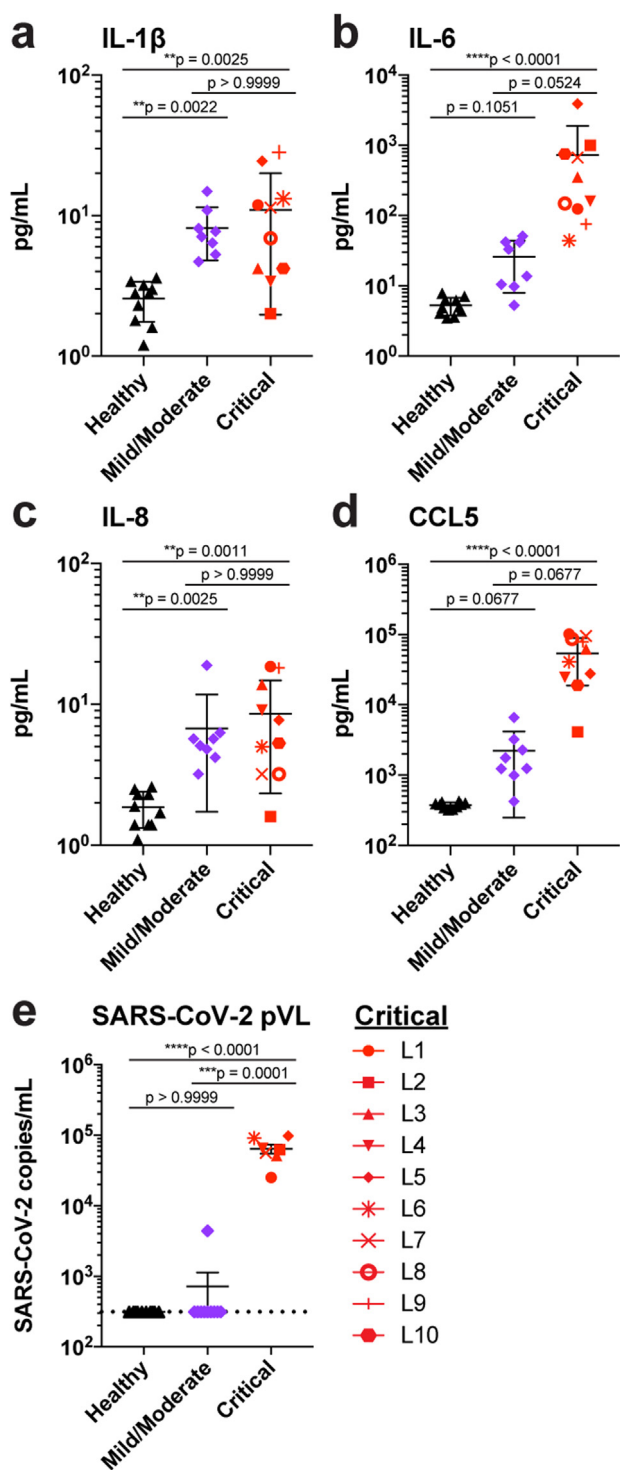 a IL-1β
**p = 0.0025
p > 0.9999
**p = 0.0022
10²
10¹
10⁰
pg/mL
Healthy
Mild/Moderate
Critical
b IL-6
****p < 0.0001
p = 0.0524
p = 0.1051
10⁴
10³
10²
10¹
10⁰
pg/mL
Healthy
Mild/Moderate
Critical
c IL-8
**p = 0.0011
p > 0.9999
**p = 0.0025
10²
10¹
10⁰
pg/mL
Healthy
Mild/Moderate
Critical
d CCL5
****p < 0.0001
p = 0.0677
p = 0.0677
10⁶
10⁵
10⁴
10³
10²
pg/mL
Healthy
Mild/Moderate
Critical
e SARS-CoV-2 pVL
****p < 0.0001
***p = 0.0001
p > 0.9999
10⁶
10⁵
10⁴
10³
10²
SARS-CoV-2 copies/mL
Healthy
Mild/Moderate
Critical
Critical
L1
L2
L3
L4
L5
L6
L7
L8
L9
L10